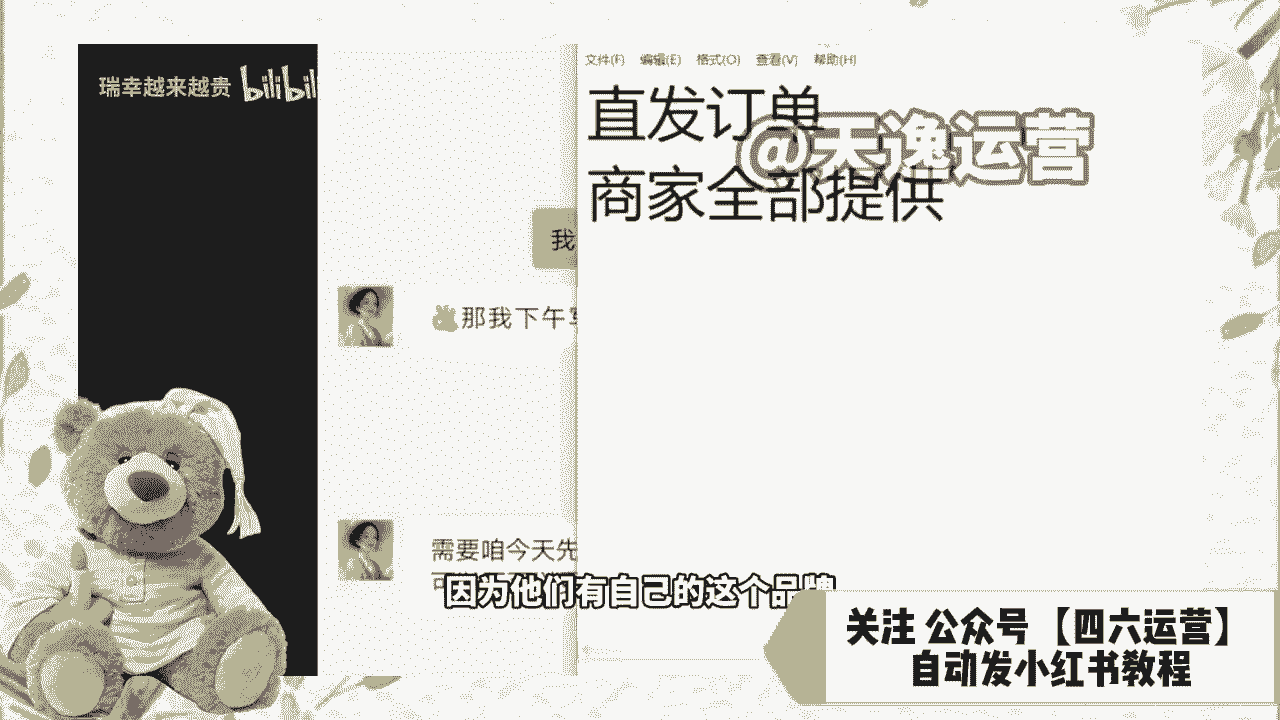 瑞幸越来越贵 bilibil
文件(F) 编辑(E) 格式(O) 查看(V) 帮助(H)
直发订单
@天逸运营
商家全部提供
我
那我下午
需要咱今天先
因为他们有自己的这个品牌
关注 公众号 【四六运营】
自动发小红书教程